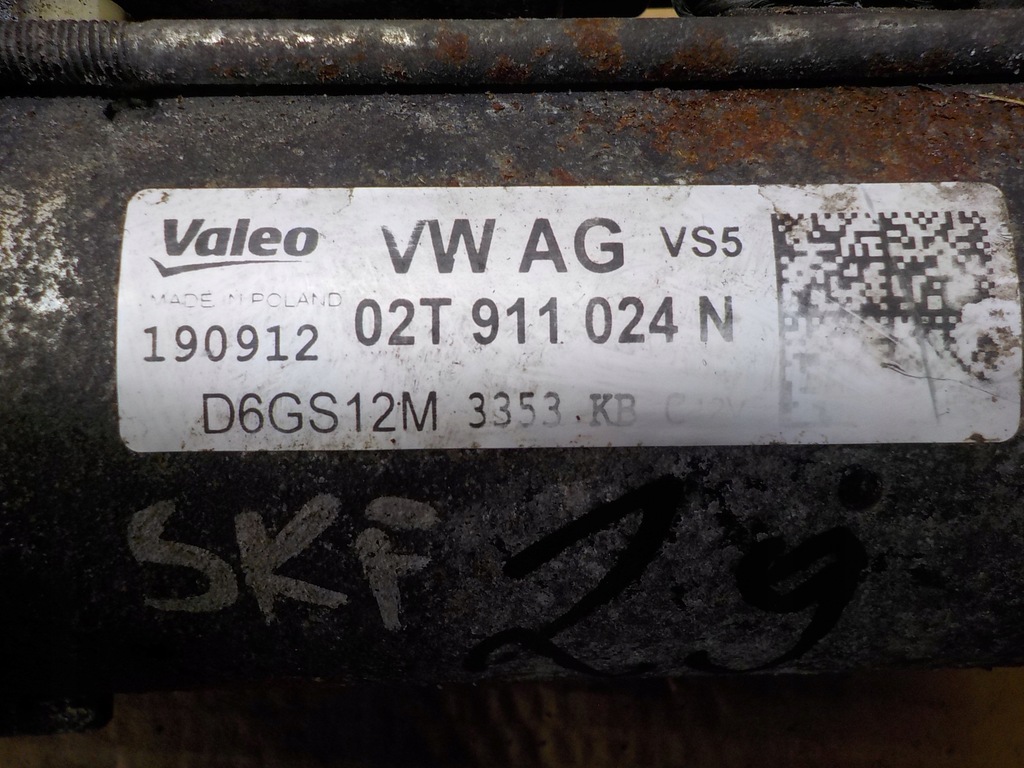 Valeo VW AG VS5
MADE IN POLAND
190912 02T 911 024 N
D6GS12M 3353 KB
SKF 29